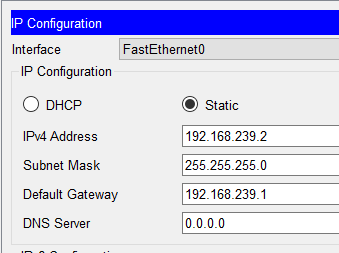 IP Configuration
Interface FastEthernet0
IP Configuration
DHCP Static
IPv4 Address 192.168.239.2
Subnet Mask 255.255.255.0
Default Gateway 192.168.239.1
DNS Server 0.0.0.0